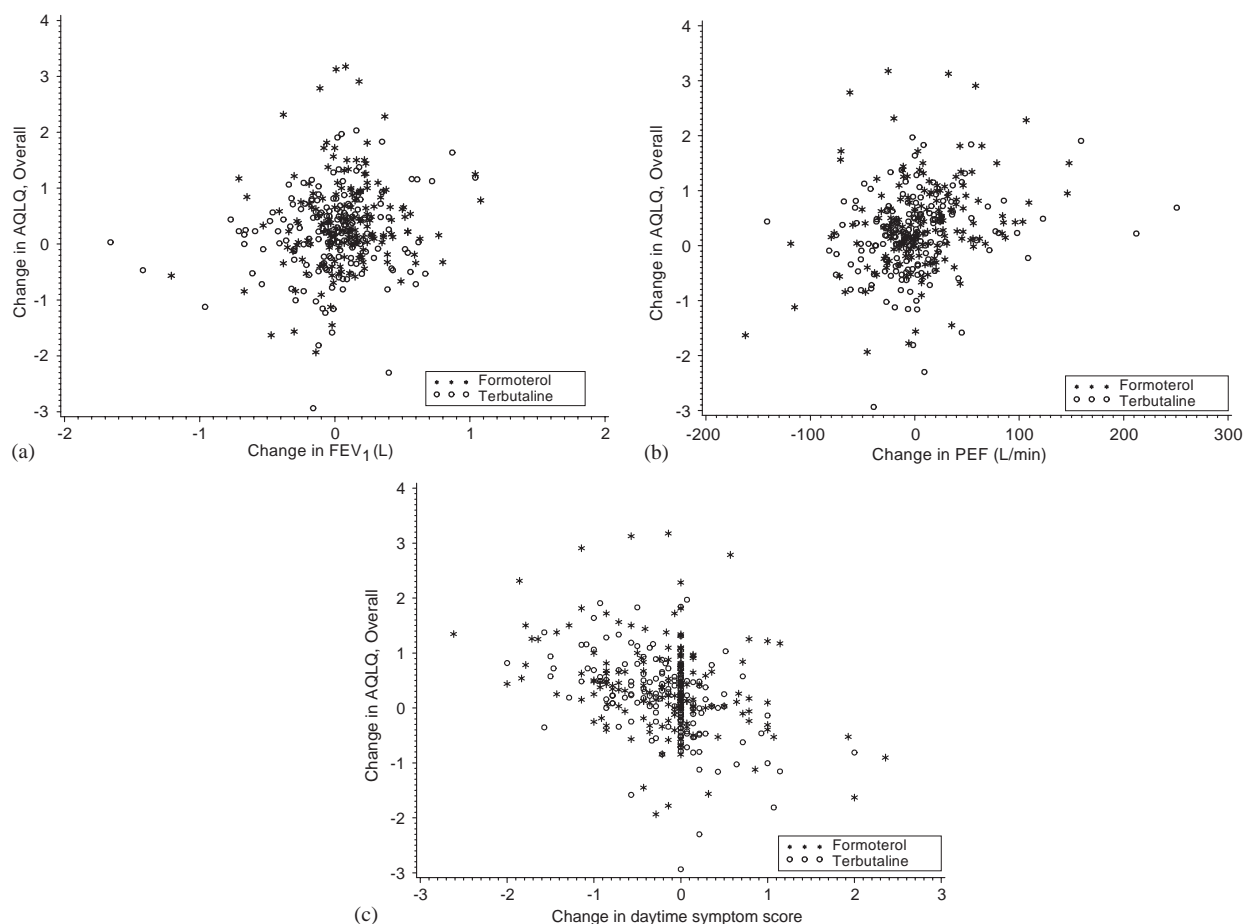 4
3
2
1
0
-1
-2
-3
Change in AQLQ, Overall
* * * Formoterol
o o o Terbutaline
-2 -1 0 1 2
(a)
Change in FEV1 (L)
4
3
2
1
0
-1
-2
-3
Change in AQLQ, Overall
* * * Formoterol
o o o Terbutaline
-200 -100 0 100 200 300
(b)
Change in PEF (L/min)
4
3
2
1
0
-1
-2
-3
Change in AQLQ, Overall
* * * Formoterol
o o o Terbutaline
-3 -2 -1 0 1 2 3
(c)
Change in daytime symptom score